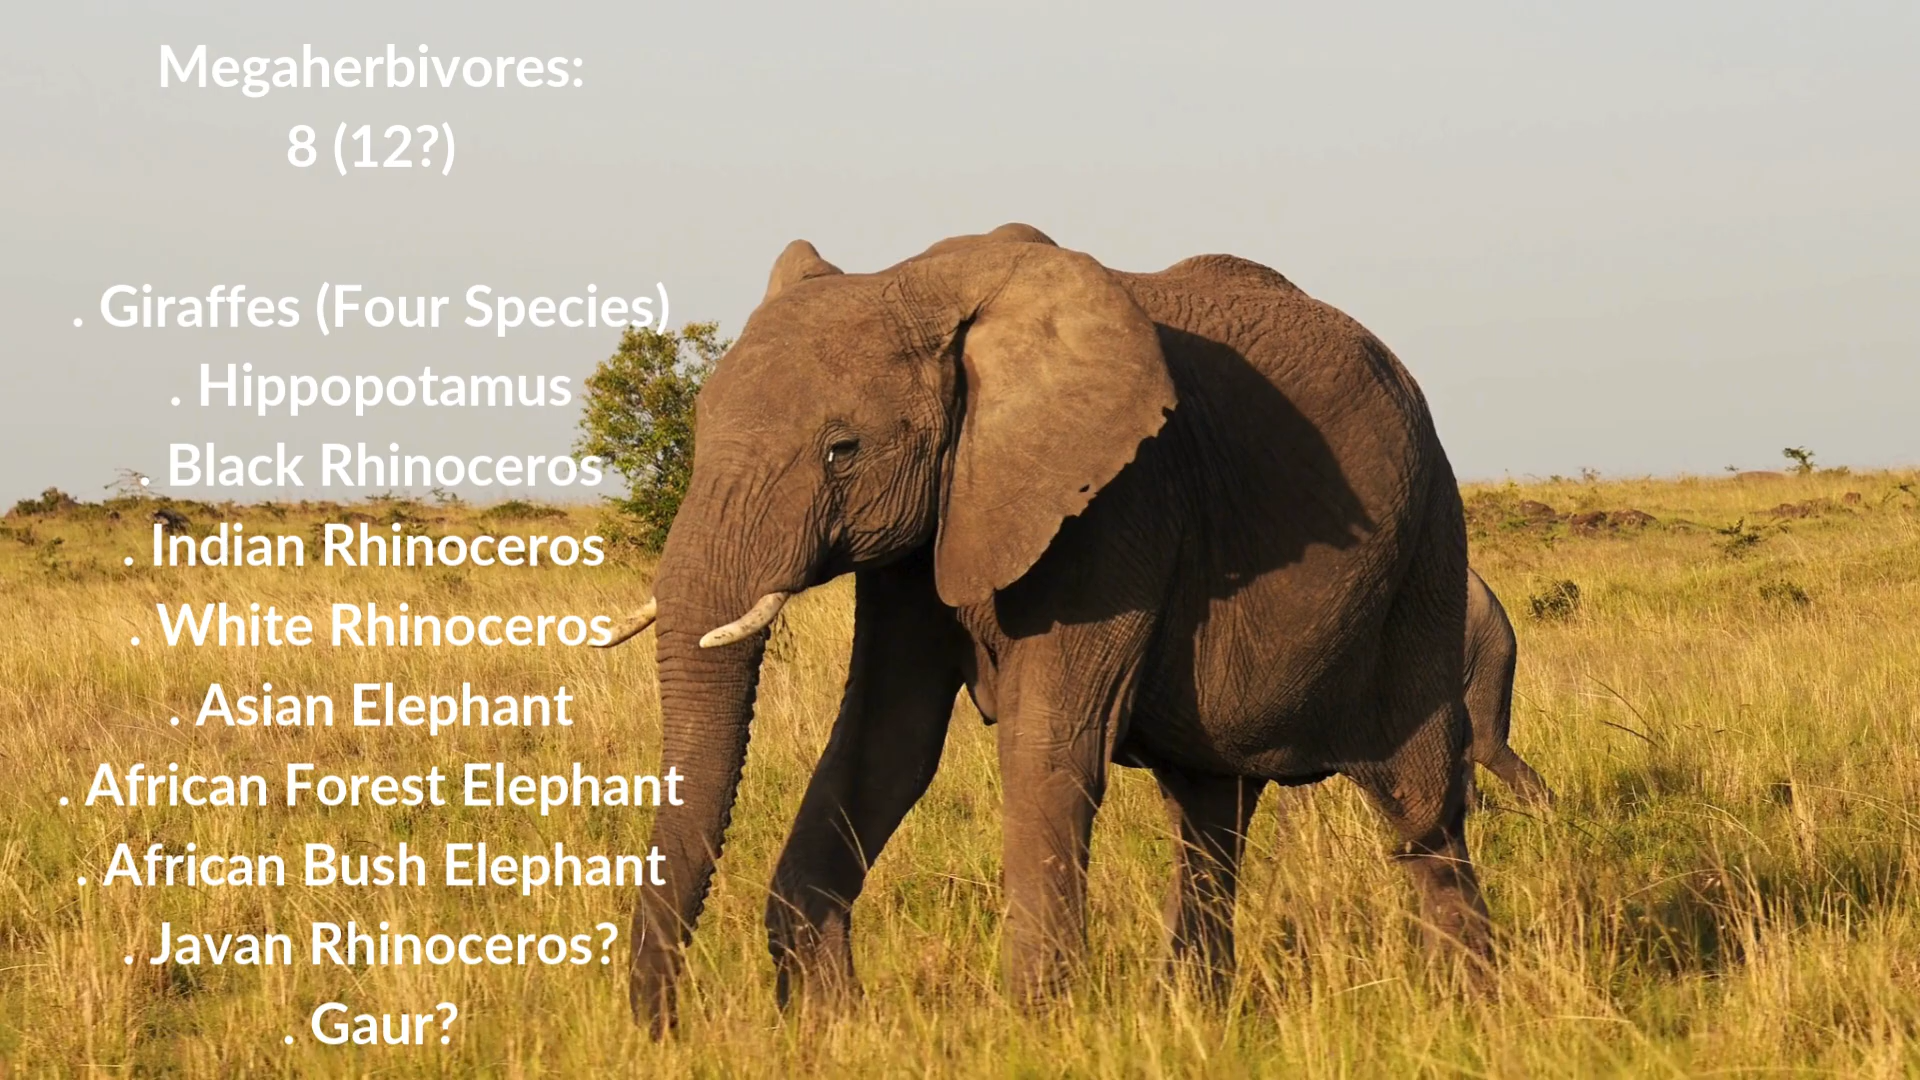 Megaherbivores:
8 (12?)
. Giraffes (Four Species)
. Hippopotamus
. Black Rhinoceros
. Indian Rhinoceros
. White Rhinoceros
. Asian Elephant
. African Forest Elephant
. African Bush Elephant
. Javan Rhinoceros?
. Gaur?